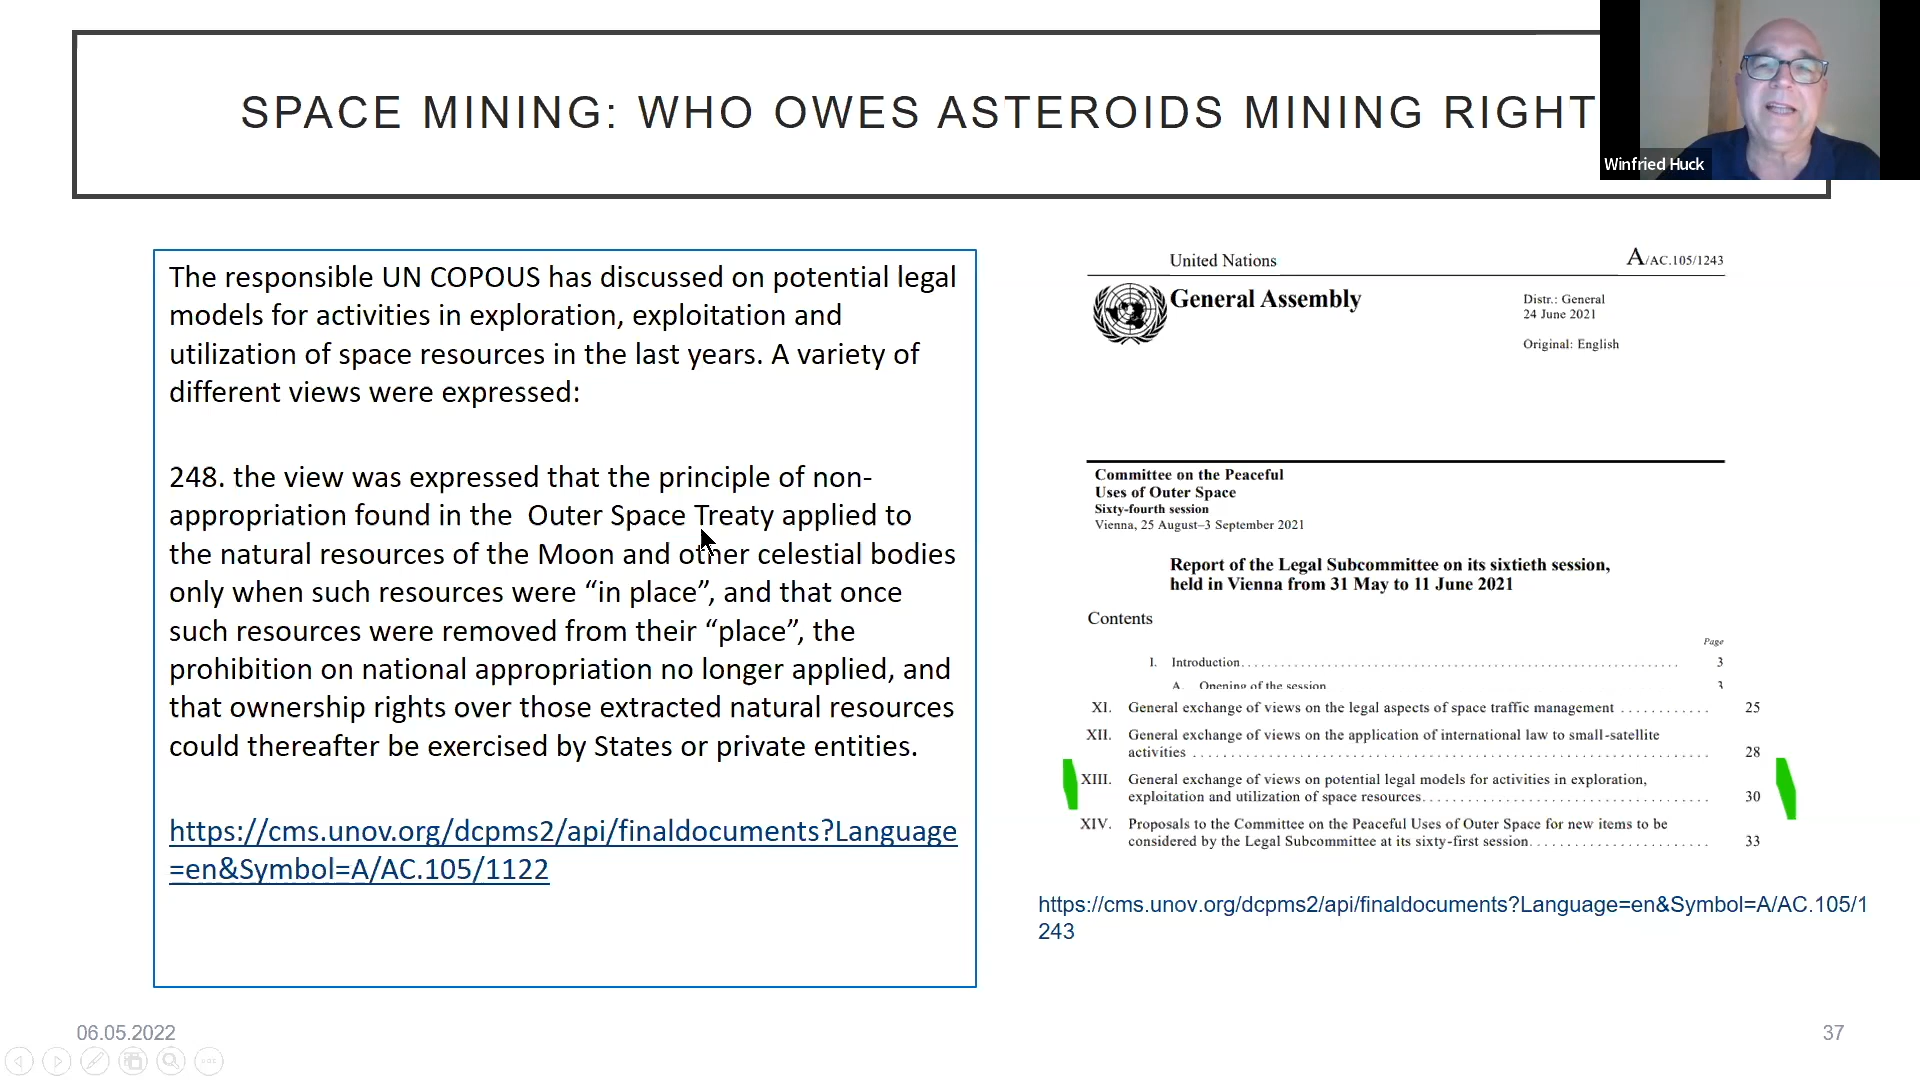 SPACE MINING: WHO OWES ASTEROIDS MINING RIGHT
Winfried Huck
The responsible UN COPOUS has discussed on potential legal
models for activities in exploration, exploitation and
utilization of space resources in the last years. A variety of
different views were expressed:
248. the view was expressed that the principle of non-
appropriation found in the Outer Space Treaty applied to
the natural resources of the Moon and other celestial bodies
only when such resources were “in place”, and that once
such resources were removed from their “place”, the
prohibition on national appropriation no longer applied, and
that ownership rights over those extracted natural resources
could thereafter be exercised by States or private entities.
https://cms.unov.org/dcpms2/api/finaldocuments?Language
=en&Symbol=A/AC.105/1122
United Nations A/AC.105/1243
General Assembly
Distr.: General
24 June 2021
Original: English
Committee on the Peaceful
Uses of Outer Space
Sixty-fourth session
Vienna, 25 August–3 September 2021
Report of the Legal Subcommittee on its sixtieth session,
held in Vienna from 31 May to 11 June 2021
Contents
Page
I. Introduction........................................................ 3
A. Opening of the session 3
XI. General exchange of views on the legal aspects of space traffic management ............ 25
XII. General exchange of views on the application of international law to small-satellite
activities ........................................................ 28
XIII. General exchange of views on potential legal models for activities in exploration,
exploitation and utilization of space resources...................................... 30
XIV. Proposals to the Committee on the Peaceful Uses of Outer Space for new items to be
considered by the Legal Subcommittee at its sixty-first session........................ 33
https://cms.unov.org/dcpms2/api/finaldocuments?Language=en&Symbol=A/AC.105/1
243
06.05.2022
37